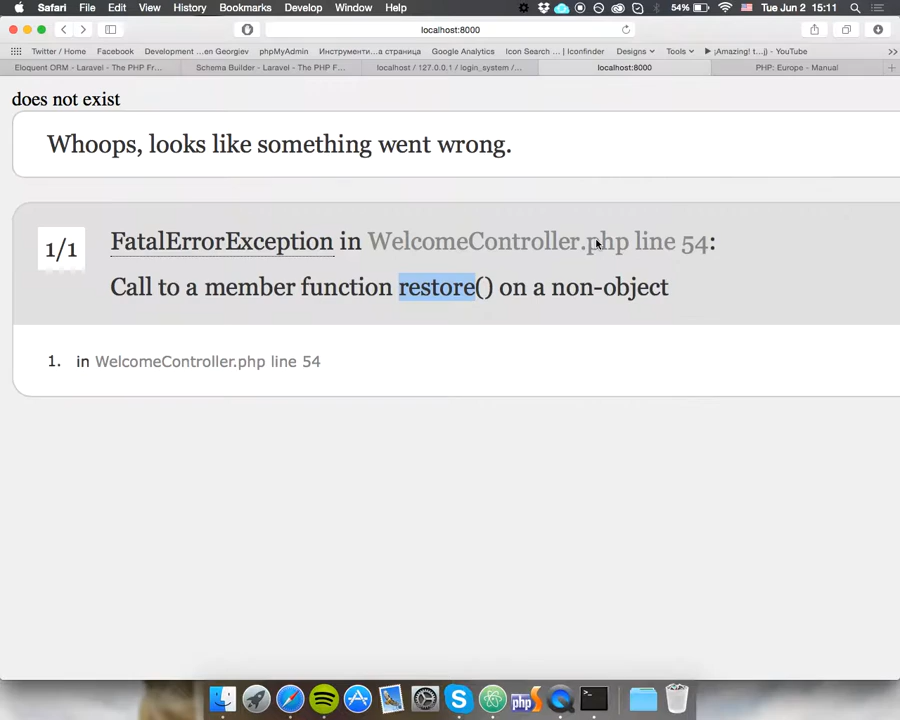 Safari File Edit View History Bookmarks Develop Window Help 54% Tue Jun 2 15:11
localhost:8000
Twitter / Home Facebook Development ...en Georgiev phpMyAdmin Инструменти...а страница Google Analytics Icon Search ... | Iconfinder Designs Tools ▶ ¡Amazing! t...j) - YouTube
Eloquent ORM - Laravel - The PHP Fr... Schema Builder - Laravel - The PHP F... localhost / 127.0.0.1 / login_system /... localhost:8000 PHP: Europe - Manual
does not exist
Whoops, looks like something went wrong.
1/1 FatalErrorException in WelcomeController.php line 54:
Call to a member function restore() on a non-object
1. in WelcomeController.php line 54
php